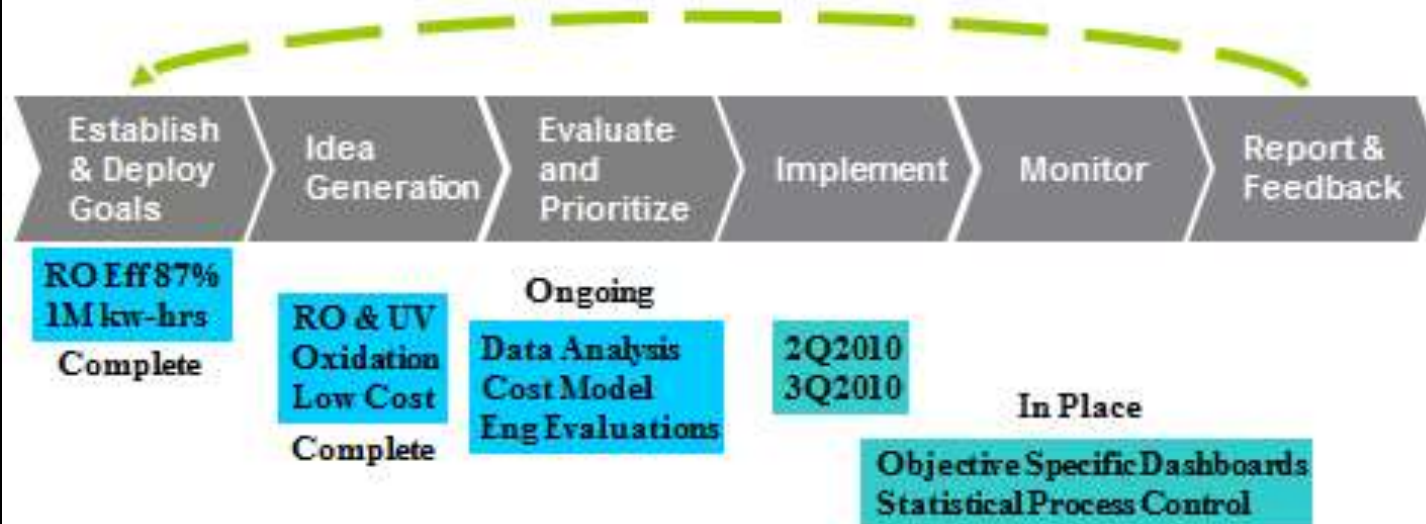 Establish
& Deploy
Goals
Idea
Generation
Evaluate
and
Prioritize
Implement
Monitor
Report &
Feedback
RO Eff 87%
1M kw-hrs
Complete
RO & UV
Oxidation
Low Cost
Complete
Ongoing
Data Analysis
Cost Model
Eng Evaluations
2Q2010
3Q2010
In Place
Objective Specific Dashboards
Statistical Process Control